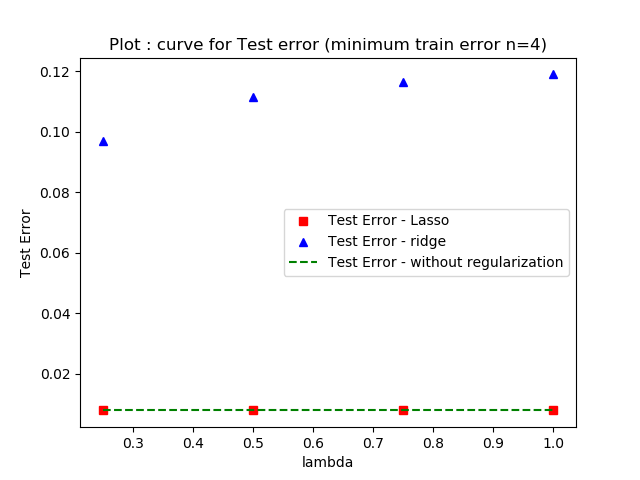 Plot : curve for Test error (minimum train error n=4)
0.12
0.10
0.08
0.06
0.04
0.02
Test Error
Test Error - Lasso
Test Error - ridge
Test Error - without regularization
0.3 0.4 0.5 0.6 0.7 0.8 0.9 1.0
lambda